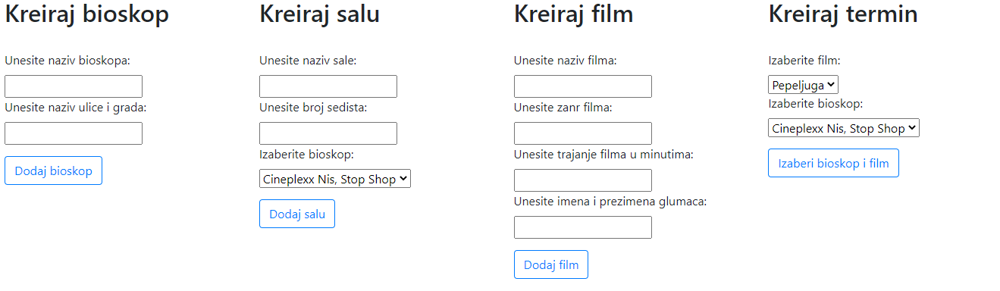 Kreiraj bioskop
Unesite naziv bioskopa:
Unesite naziv ulice i grada:
Dodaj bioskop
Kreiraj salu
Unesite naziv sale:
Unesite broj sedista:
Izaberite bioskop:
Cineplexx Nis, Stop Shop
Dodaj salu
Kreiraj film
Unesite naziv filma:
Unesite zanr filma:
Unesite trajanje filma u minutima:
Unesite imena i prezimena glumaca:
Dodaj film
Kreiraj termin
Izaberite film:
Pepeljuga
Izaberite bioskop:
Cineplexx Nis, Stop Shop
Izaberi bioskop i film